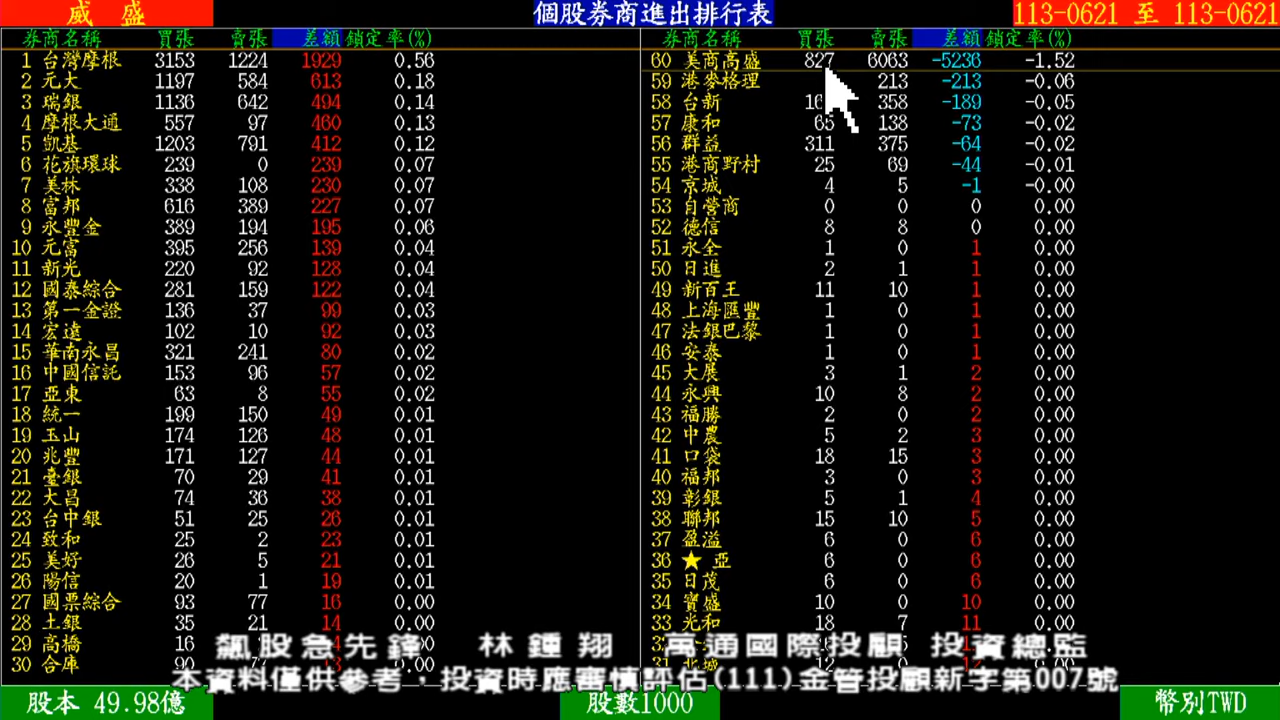 威 盛 個股券商進出排行表 113-0621 至 113-0621
券商名稱 買張 賣張 差額 鎖定率(%) 券商名稱 買張 賣張 差額 鎖定率(%)
1 台灣摩根 3153 1224 1929 0.56 60 美商高盛 827 6063 -5236 -1.52
2 元大 1197 584 613 0.18 59 港麥格理 213 -213 -0.06
3 瑞銀 1136 642 494 0.14 58 台新 358 -189 -0.05
4 摩根大通 557 97 460 0.13 57 康和 65 138 -73 -0.02
5 凱基 1203 791 412 0.12 56 群益 311 375 -64 -0.02
6 花旗環球 239 0 239 0.07 55 港商野村 25 69 -44 -0.01
7 美林 338 108 230 0.07 54 京城 4 5 -1 -0.00
8 富邦 616 389 227 0.07 53 自營商 0 0 0 0.00
9 永豐金 389 194 195 0.06 52 德信 8 8 0 0.00
10 元富 395 256 139 0.04 51 永全 1 0 1 0.00
11 新光 220 92 128 0.04 50 日進 2 1 1 0.00
12 國泰綜合 281 159 122 0.04 49 新百王 11 10 1 0.00
13 第一金證 136 37 99 0.03 48 上海匯豐 1 0 1 0.00
14 宏遠 102 10 92 0.03 47 法銀巴黎 1 0 1 0.00
15 華南永昌 321 241 80 0.02 46 安泰 1 0 1 0.00
16 中國信託 153 96 57 0.02 45 大展 3 1 2 0.00
17 亞東 63 8 55 0.02 44 永興 10 8 2 0.00
18 統一 199 150 49 0.01 43 福勝 2 0 2 0.00
19 玉山 174 126 48 0.01 42 中農 5 2 3 0.00
20 兆豐 171 127 44 0.01 41 口袋 18 15 3 0.00
21 臺銀 70 29 41 0.01 40 福邦 3 0 3 0.00
22 大昌 74 36 38 0.01 39 彰銀 5 1 4 0.00
23 台中銀 51 25 26 0.01 38 聯邦 15 10 5 0.00
24 致和 25 2 23 0.01 37 盈溢 6 0 6 0.00
25 美好 26 5 21 0.01 36 ★ 亞 6 0 6 0.00
26 陽信 20 1 19 0.01 35 日茂 6 0 6 0.00
27 國票綜合 93 77 16 0.00 34 寶盛 10 0 10 0.00
28 土銀 35 21 14 0.00 33 光和 18 7 11 0.00
29 高橋 16 0.00
飆股急先鋒 林鍾翔 萬通國際投顧 投資總監
30 合庫 90 77 13 0.00 31 北城 12 0 12 0.00
本資料僅供參考，投資時應審慎評估(111)金管投顧新字第007號
股本 49.98億 股數1000 幣別TWD